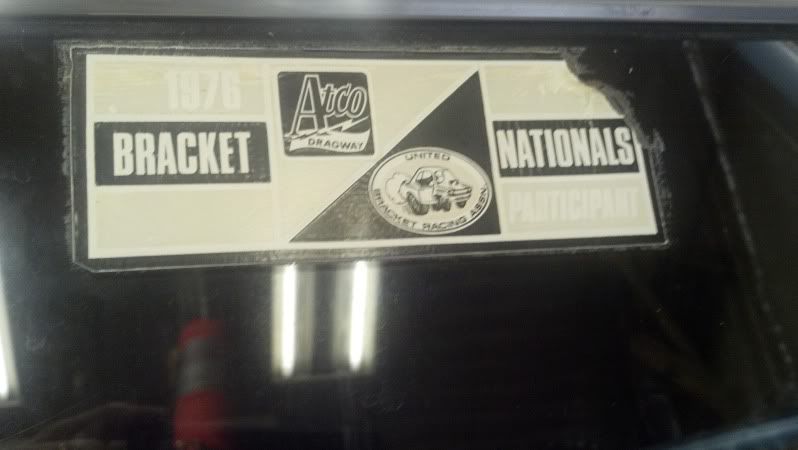 1976
BRACKET
Atco
DRAGWAY
UNITED
BRACKET RACING ASSN.
NATIONALS
PARTICIPANT